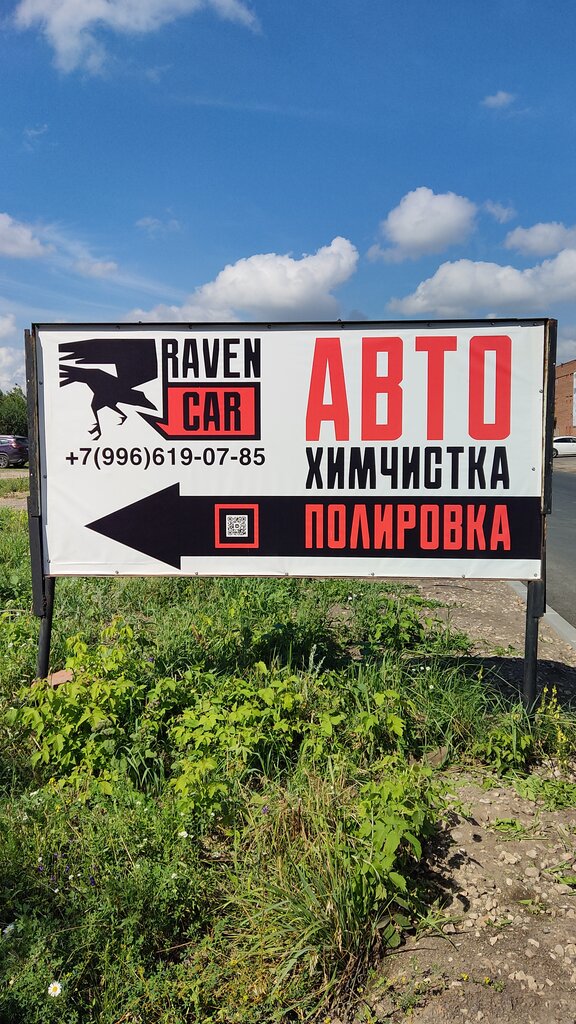 RAVEN
CAR
+7(996)619-07-85
АВТО
ХИМЧИСТКА
ПОЛИРОВКА